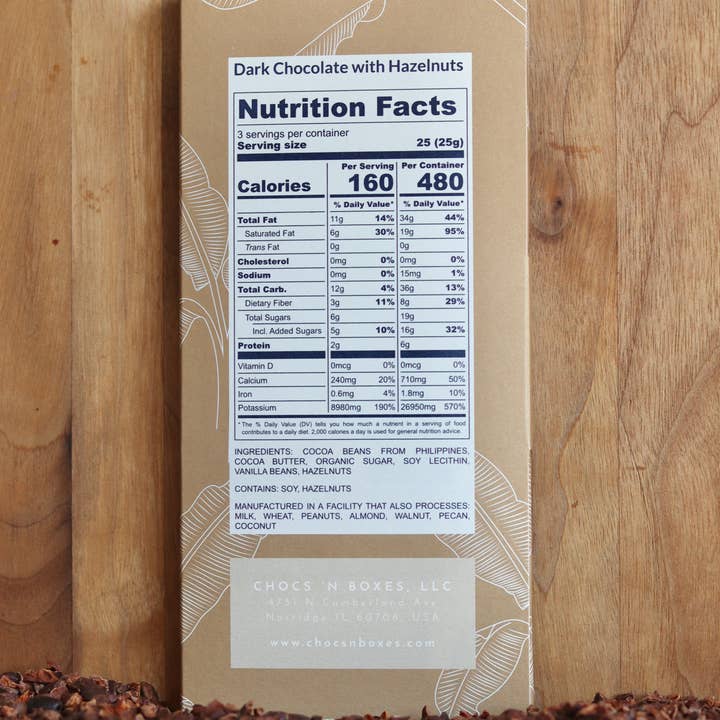 Dark Chocolate with Hazelnuts
Nutrition Facts
3 servings per container
Serving size 25 (25g)
Per Serving Per Container
Calories 160 480
% Daily Value* % Daily Value*
Total Fat 11g 14% 34g 44%
Saturated Fat 6g 30% 19g 95%
Trans Fat 0g 0g
Cholesterol 0mg 0% 0mg 0%
Sodium 0mg 0% 15mg 1%
Total Carb. 12g 4% 36g 13%
Dietary Fiber 3g 11% 8g 29%
Total Sugars 6g 19g
Incl. Added Sugars 5g 10% 16g 32%
Protein 2g 6g
Vitamin D 0mcg 0% 0mcg 0%
Calcium 240mg 20% 710mg 50%
Iron 0.6mg 4% 1.8mg 10%
Potassium 8980mg 190% 26950mg 570%
* The % Daily Value (DV) tells you how much a nutrient in a serving of food
contributes to a daily diet. 2,000 calories a day is used for general nutrition advice.
INGREDIENTS: COCOA BEANS FROM PHILIPPINES,
COCOA BUTTER, ORGANIC SUGAR, SOY LECITHIN,
VANILLA BEANS, HAZELNUTS
CONTAINS: SOY, HAZELNUTS
MANUFACTURED IN A FACILITY THAT ALSO PROCESSES:
MILK, WHEAT, PEANUTS, ALMOND, WALNUT, PECAN,
COCONUT
CHOCS 'N BOXES, LLC
4751 N Cumberland Ave
Norridge IL 60706, USA
www.chocsnboxes.com